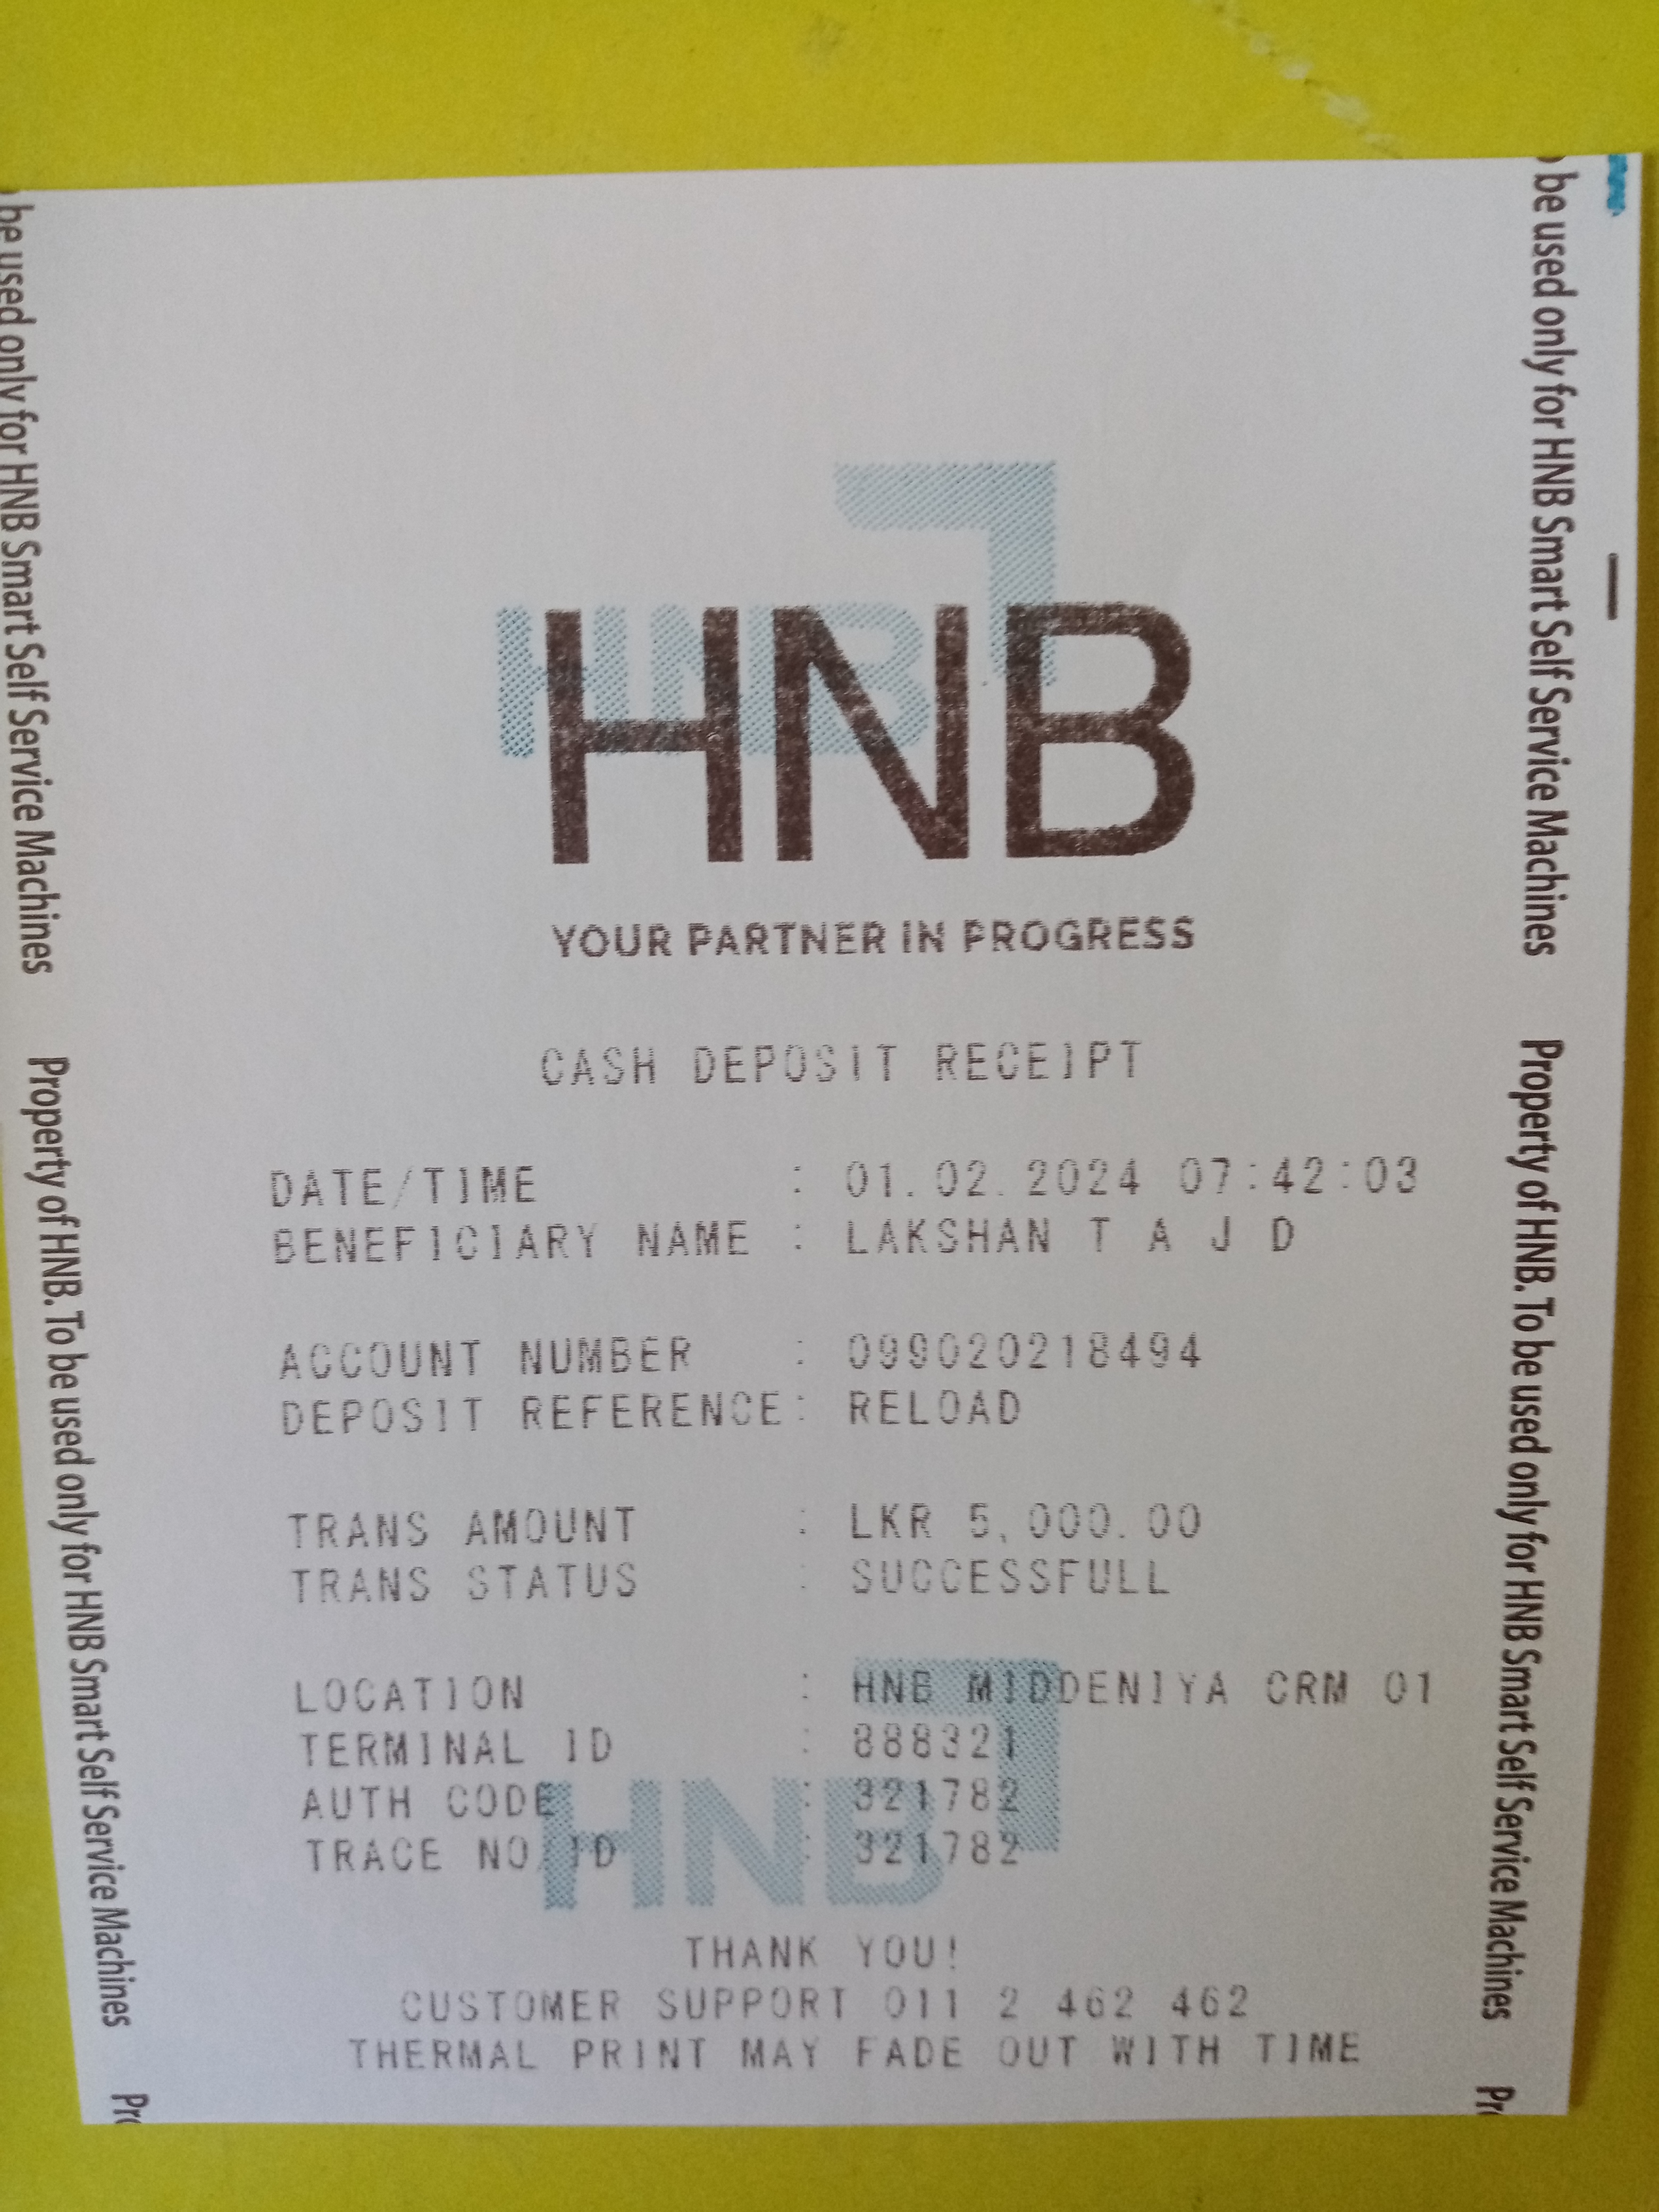 HNB
YOUR PARTNER IN PROGRESS
CASH DEPOSIT RECEIPT
DATE/TIME : 01.02.2024 07:42:03
BENEFICIARY NAME : LAKSHAN T A J D
ACCOUNT NUMBER : 099020218494
DEPOSIT REFERENCE: RELOAD
TRANS AMOUNT : LKR 5,000.00
TRANS STATUS : SUCCESSFULL
LOCATION : HNB MIDDENIYA CRM 01
TERMINAL ID : 888321
AUTH CODE : 321782
TRACE NO/ID : 321782
HNB
THANK YOU!
CUSTOMER SUPPORT 011 2 462 462
THERMAL PRINT MAY FADE OUT WITH TIME
be used only for HNB Smart Self Service Machines Property of HNB. To be used only for HNB Smart Self Service Machines
be used only for HNB Smart Self Service Machines Property of HNB. To be used only for HNB Smart Self Service Machines
HNB